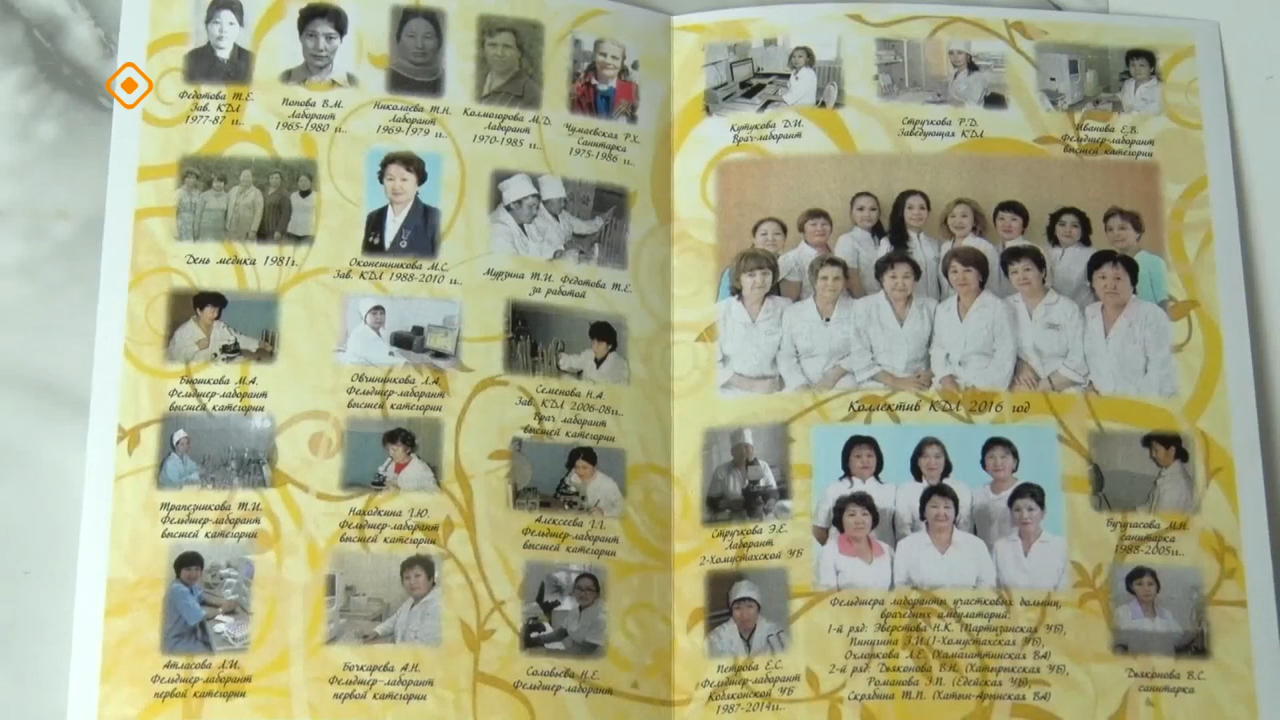 Федотова Т.Е.
Зав. КДЛ
1977-87 гг.
Попова В.М.
Лаборант
1965-1980 гг.
Николаева Т.Н.
Лаборант
1969-1979 гг.
Колмогорова М.Д.
Лаборант
1970-1985 гг.
Чумаевская Р.Х.
Санитарка
1975-1986 гг.
День медика 1981г.
Оконешникова М.С.
Зав. КДЛ 1988-2010 гг.
Мурзина Т.И. Федотова Т.Е.
за работой
Бюшкова М.А.
Фельдшер-лаборант
высшей категории
Овчинникова Л.А.
Фельдшер-лаборант
высшей категории
Семенова Н.А.
Зав. КДЛ 2006-08гг.
Врач лаборант
высшей категории
Трапезникова Т.И.
Фельдшер-лаборант
высшей категории
Находкина Г.Ю.
Фельдшер-лаборант
высшей категории
Алексеева Г.Г.
Фельдшер-лаборант
высшей категории
Атласова Л.И.
Фельдшер-лаборант
первой категории
Бочкарева А.Н.
Фельдшер-лаборант
первой категории
Соловьева Н.Е.
Фельдшер-лаборант
Кутукова Д.И.
Врач-лаборант
Стручкова Р.Д.
Заведующая КДЛ
Иванова Е.В.
Фельдшер-лаборант
высшей категории
Коллектив КДЛ 2016 год
Стручкова Э.Е.
Лаборант
2-Хомустахской УБ
Бучугасова М.Н.
санитарка
1988-2005гг.
Петрова Е.С.
Фельдшер-лаборант
Кобяконской УБ
1987-2014гг.
Фельдшера лаборанты участковых больниц,
врачебных амбулаторий:
1-й ряд: Эверстова Н.К. (Партизанская УБ),
Пинигина З.И.(1-Хомустахская УБ),
Охлопкова Л.Е. (Хамагаттинская ВА)
2-й ряд: Дьяконова В.Н. (Хатырыкская УБ),
Романова Э.П. (Едейская УБ),
Скрябина Т.П. (Хатын-Арынская ВА)
Дьяконова В.С.
санитарка